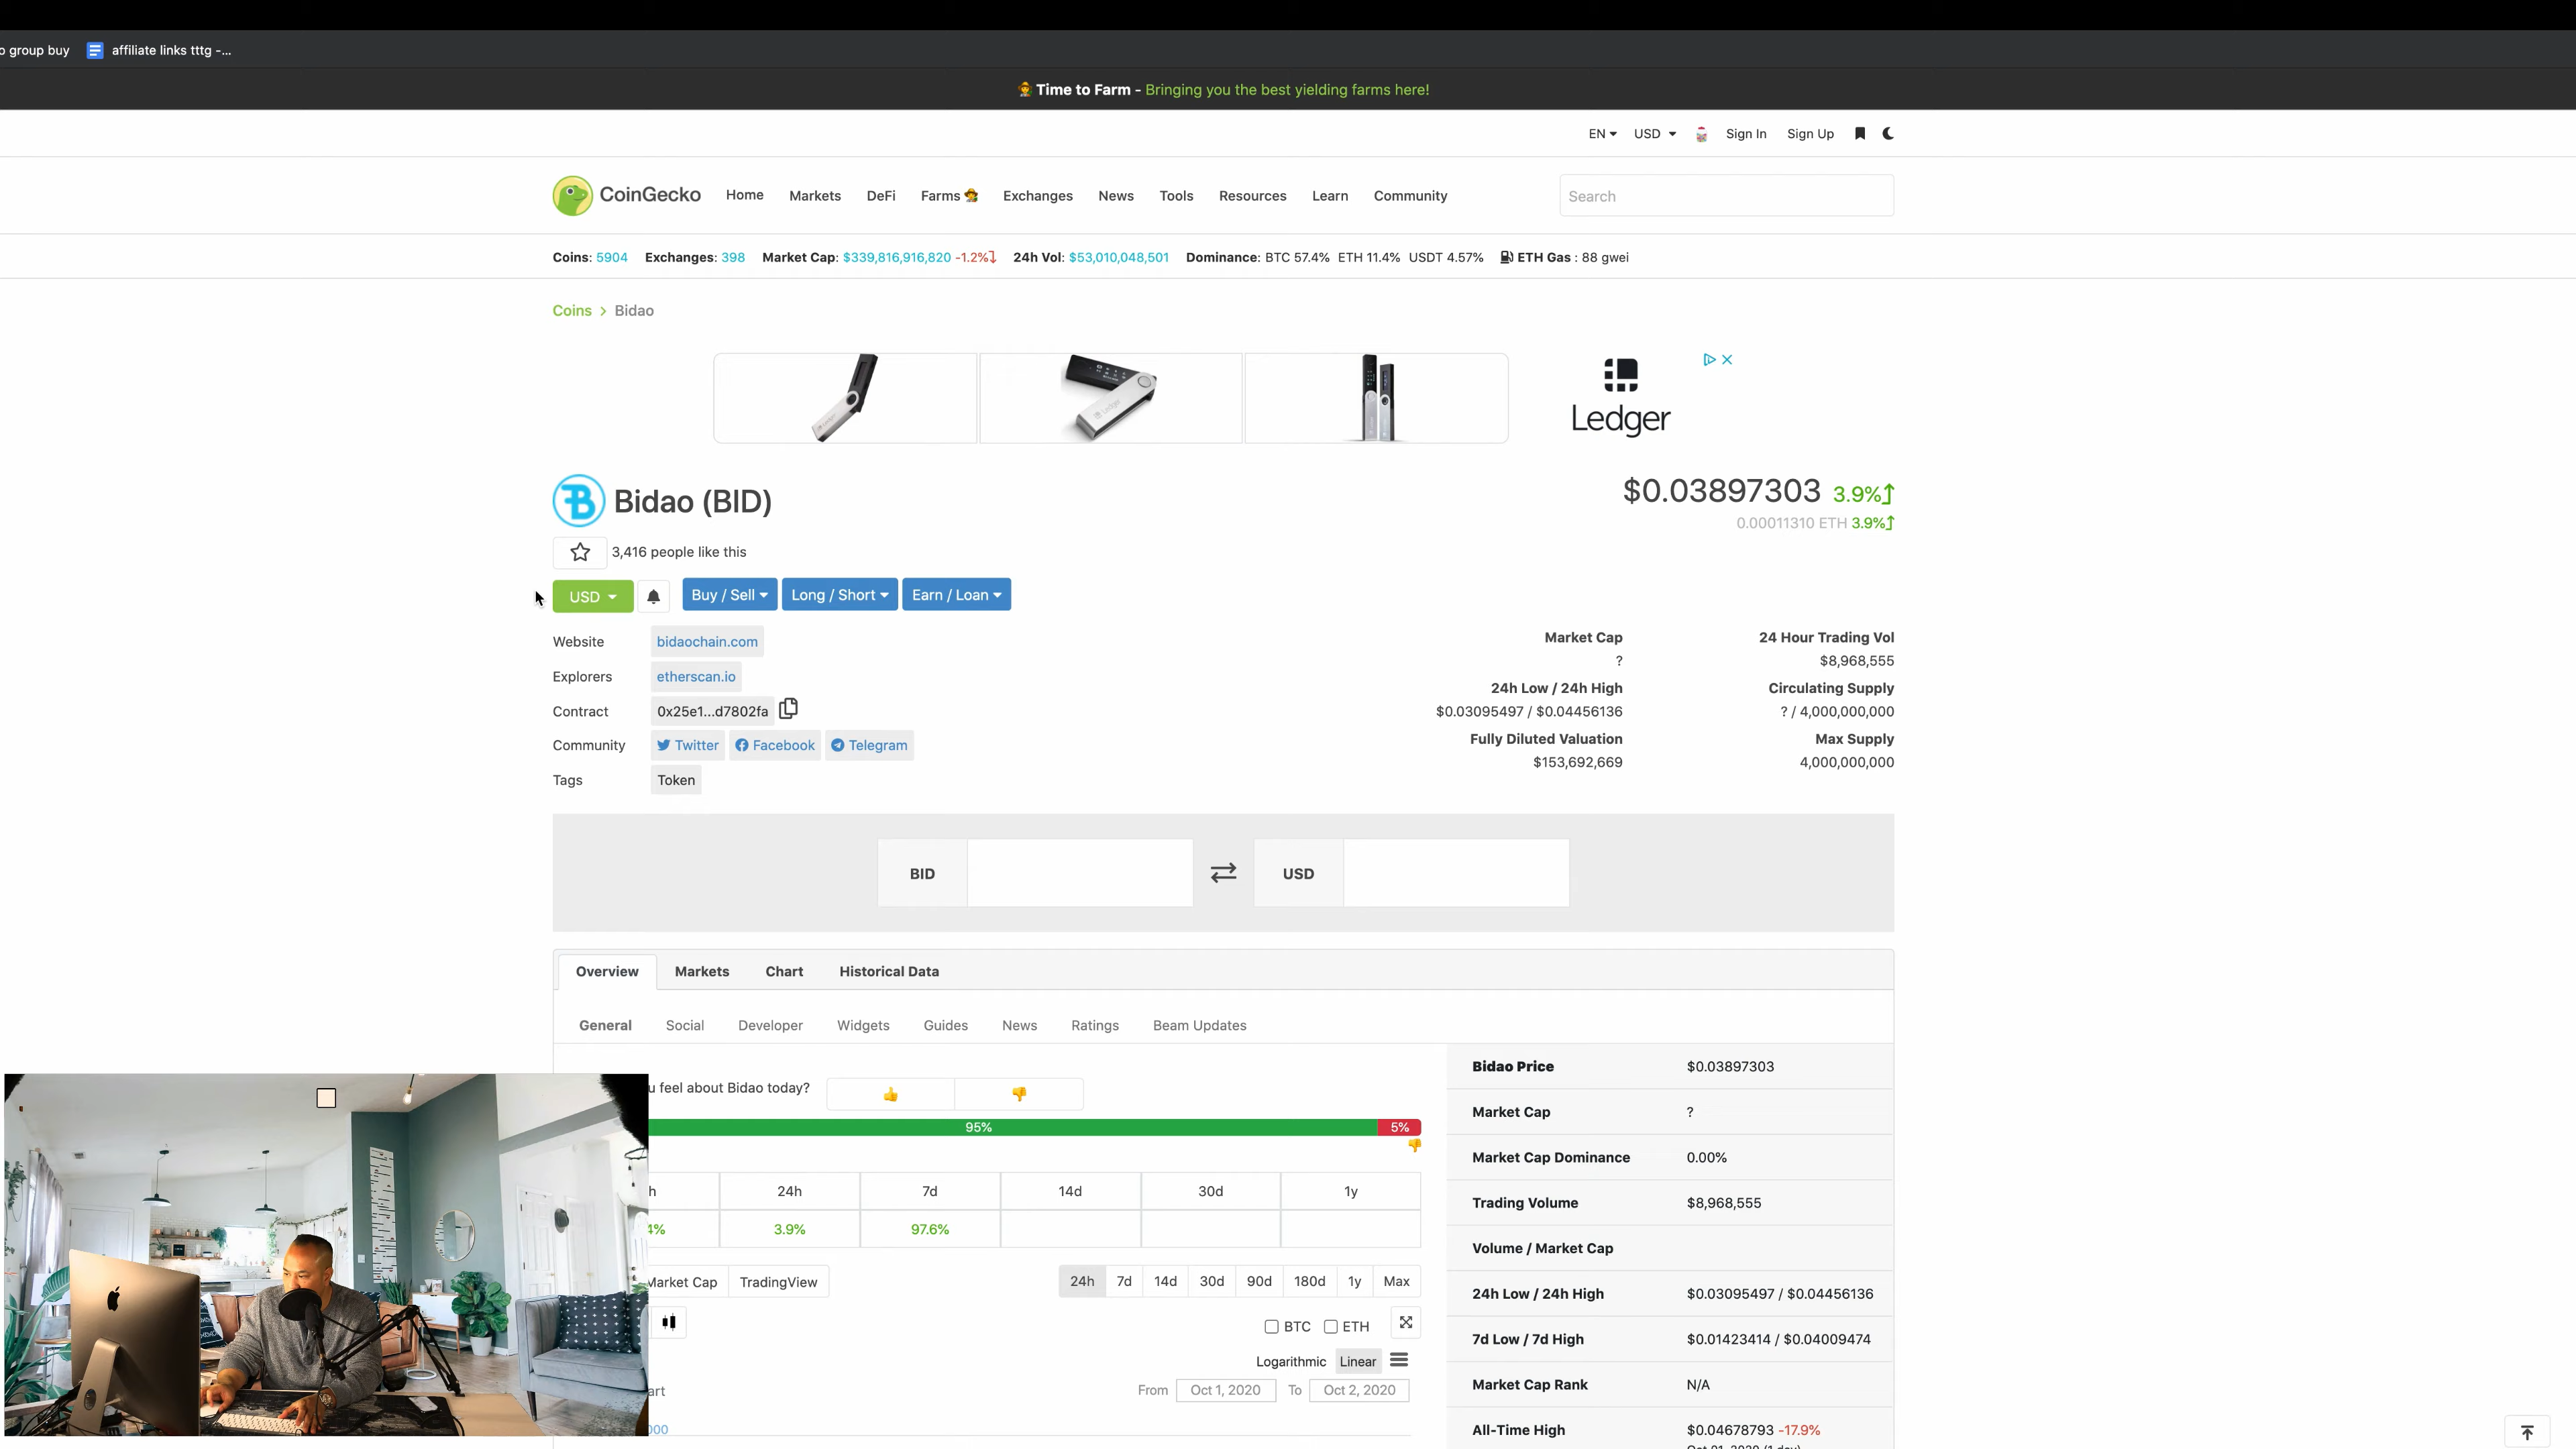 o group buy affiliate links tttg -...
Time to Farm - Bringing you the best yielding farms here!
EN USD Sign In Sign Up
CoinGecko Home Markets DeFi Farms Exchanges News Tools Resources Learn Community Search
Coins: 5904 Exchanges: 398 Market Cap: $339,816,916,820 -1.2% 24h Vol: $53,010,048,501 Dominance: BTC 57.4% ETH 11.4% USDT 4.57% ETH Gas : 88 gwei
Coins > Bidao
Ledger
Bidao (BID) $0.03897303 3.9%
0.00011310 ETH 3.9%
3,416 people like this
USD Buy / Sell Long / Short Earn / Loan
Website bidaochain.com Market Cap 24 Hour Trading Vol
? $8,968,555
Explorers etherscan.io 24h Low / 24h High Circulating Supply
Contract 0x25e1...d7802fa $0.03095497 / $0.04456136 ? / 4,000,000,000
Community Twitter Facebook Telegram Fully Diluted Valuation Max Supply
$153,692,669 4,000,000,000
Tags Token
BID USD
Overview Markets Chart Historical Data
General Social Developer Widgets Guides News Ratings Beam Updates
Bidao Price $0.03897303
u feel about Bidao today?
Market Cap ?
95% 5%
Market Cap Dominance 0.00%
h 24h 7d 14d 30d 1y
Trading Volume $8,968,555
4% 3.9% 97.6%
Volume / Market Cap
Market Cap TradingView 24h 7d 14d 30d 90d 180d 1y Max
24h Low / 24h High $0.03095497 / $0.04456136
BTC ETH
7d Low / 7d High $0.01423414 / $0.04009474
Logarithmic Linear
art From Oct 1, 2020 To Oct 2, 2020
Market Cap Rank N/A
000
All-Time High $0.04678793 -17.9%
Oct 01, 2020 (1 day)